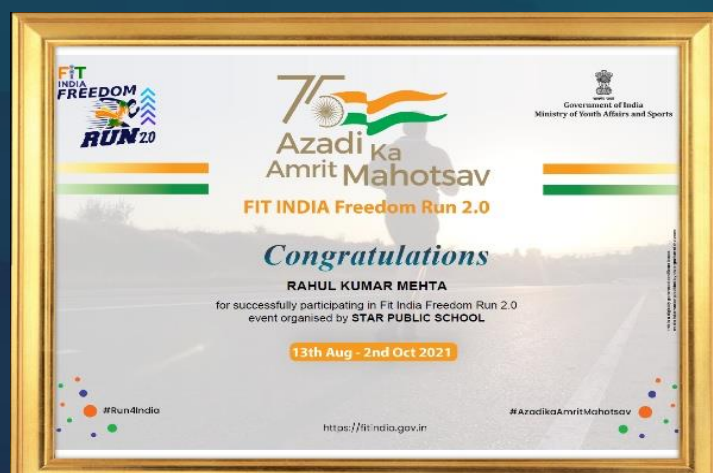 FiT
INDIA
FREEDOM
RUN 2.0
75
Azadi Ka
Amrit Mahotsav
Government of India
Ministry of Youth Affairs and Sports
FIT INDIA Freedom Run 2.0
Congratulations
RAHUL KUMAR MEHTA
for successfully participating in Fit India Freedom Run 2.0
event organised by STAR PUBLIC SCHOOL
13th Aug - 2nd Oct 2021
#Run4India
#AzadikaAmritMahotsav
https://fitindia.gov.in